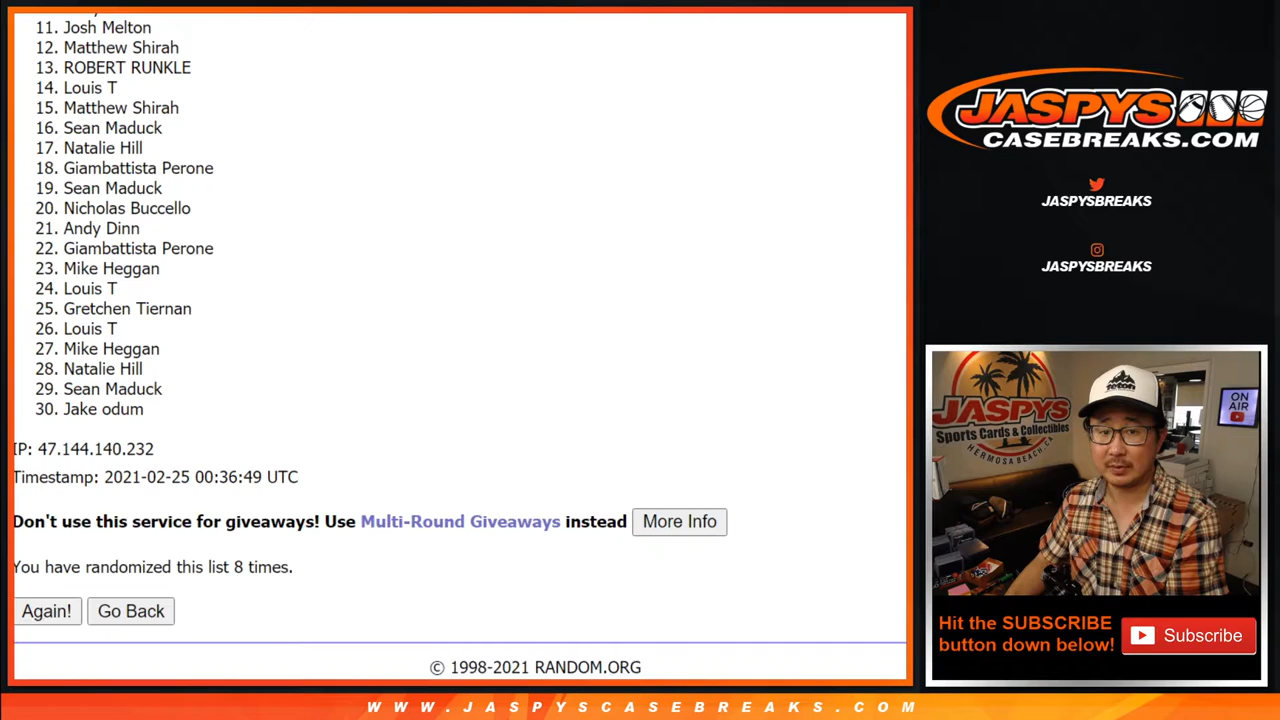 11. Josh Melton
12. Matthew Shirah
13. ROBERT RUNKLE
14. Louis T
15. Matthew Shirah
16. Sean Maduck
17. Natalie Hill
18. Giambattista Perone
19. Sean Maduck
20. Nicholas Buccello
21. Andy Dinn
22. Giambattista Perone
23. Mike Heggan
24. Louis T
25. Gretchen Tiernan
26. Louis T
27. Mike Heggan
28. Natalie Hill
29. Sean Maduck
30. Jake odum
IP: 47.144.140.232
Timestamp: 2021-02-25 00:36:49 UTC
Don't use this service for giveaways! Use Multi-Round Giveaways instead More Info
You have randomized this list 8 times.
Again! Go Back
© 1998-2021 RANDOM.ORG
JASPYS
CASEBREAKS.COM
JASPYSBREAKS
JASPYSBREAKS
JASPYS
Sports Cards & Collectibles
HERMOSA BEACH, CA
TETON
ON
AIR
Hit the SUBSCRIBE
button down below!
Subscribe
WWW.JASPYSCASEBREAKS.COM